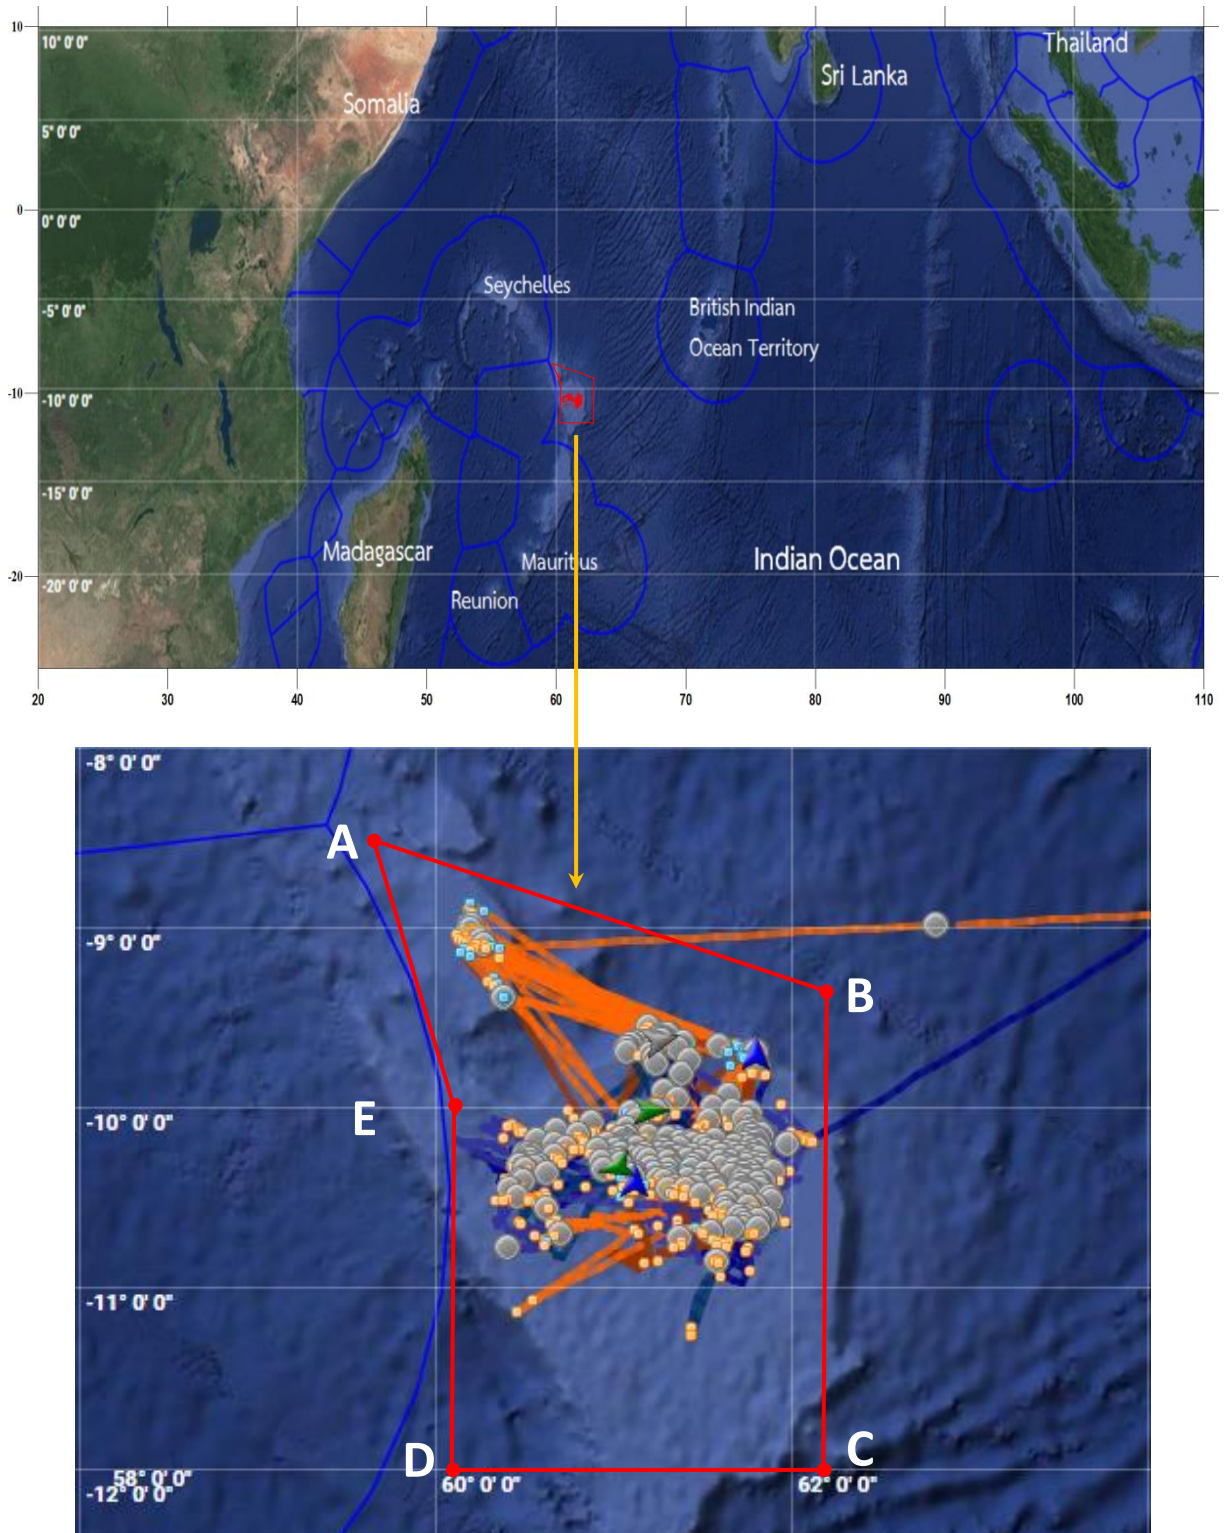 10
10° 0' 0"
Thailand
Somalia
Sri Lanka
5° 0' 0"
0
0° 0' 0"
Seychelles
-5° 0' 0"
British Indian
Ocean Territory
-10
-10° 0' 0"
-15° 0' 0"
Madagascar
Mauritius
Indian Ocean
-20
-20° 0' 0"
Reunion
20 30 40 50 60 70 80 90 100 110
-8° 0' 0"
A
-9° 0' 0"
B
-10° 0' 0"
E
-11° 0' 0"
D
C
58° 0' 0"
60° 0' 0"
62° 0' 0"
-12° 0' 0"